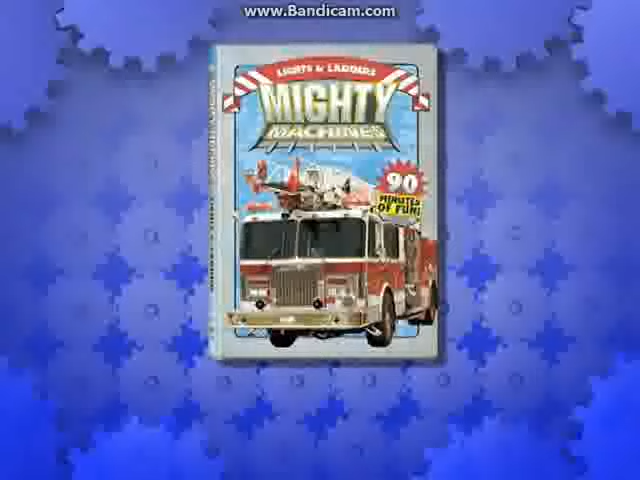 www.Bandicam.com
LIGHTS & LADDERS
MIGHTY
MACHINES
90
MINUTES
OF FUN!